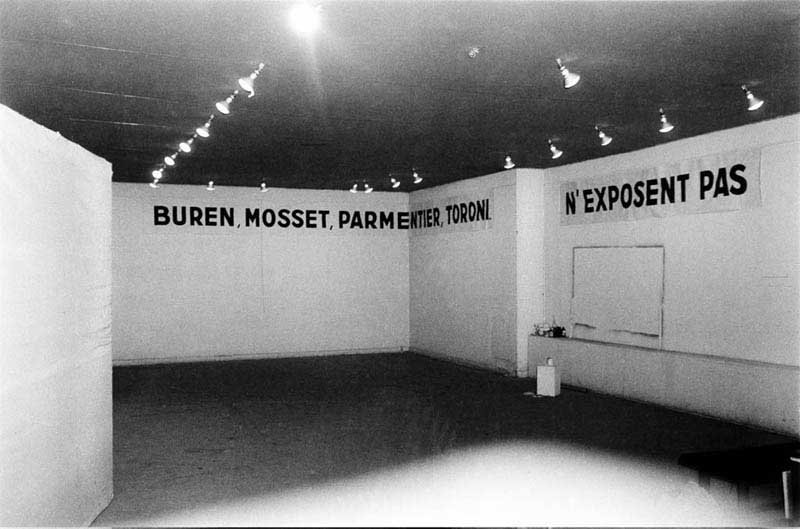 BUREN, MOSSET, PARMENTIER, TORONI
N'EXPOSENT PAS